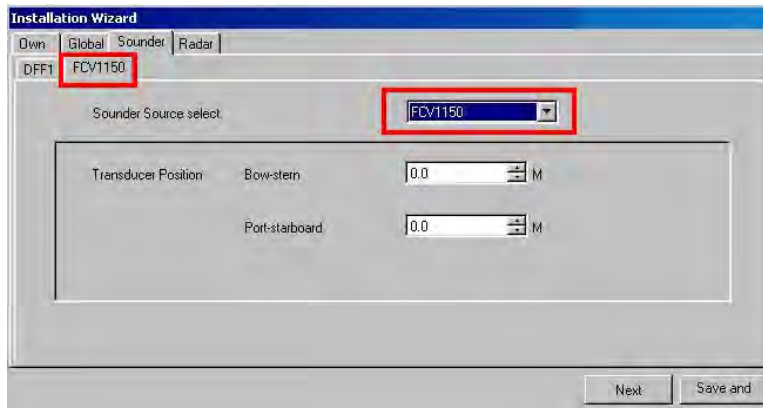 Installation Wizard
Own Global Sounder Radar
DFF1 FCV1150
Sounder Source select FCV1150
Transducer Position Bow-stern 0.0 M
Port-starboard 0.0 M
Next Save and